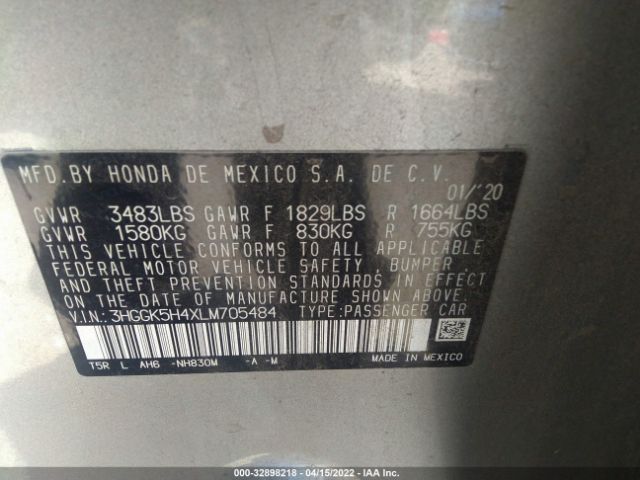 MFD.BY HONDA DE MEXICO S.A. DE C.V.
01/'20
GVWR 3483LBS GAWR F 1829LBS R 1664LBS
GVWR 1580KG GAWR F 830KG R 755KG
THIS VEHICLE CONFORMS TO ALL APPLICABLE
FEDERAL MOTOR VEHICLE SAFETY, BUMPER,
AND THEFT PREVENTION STANDARDS IN EFFECT
ON THE DATE OF MANUFACTURE SHOWN ABOVE.
V.I.N.: 3HGGK5H4XLM705484 TYPE:PASSENGER CAR
T5R L AH6 -NH830M -A -M MADE IN MEXICO
000-32898218 - 04/15/2022 - IAA Inc.